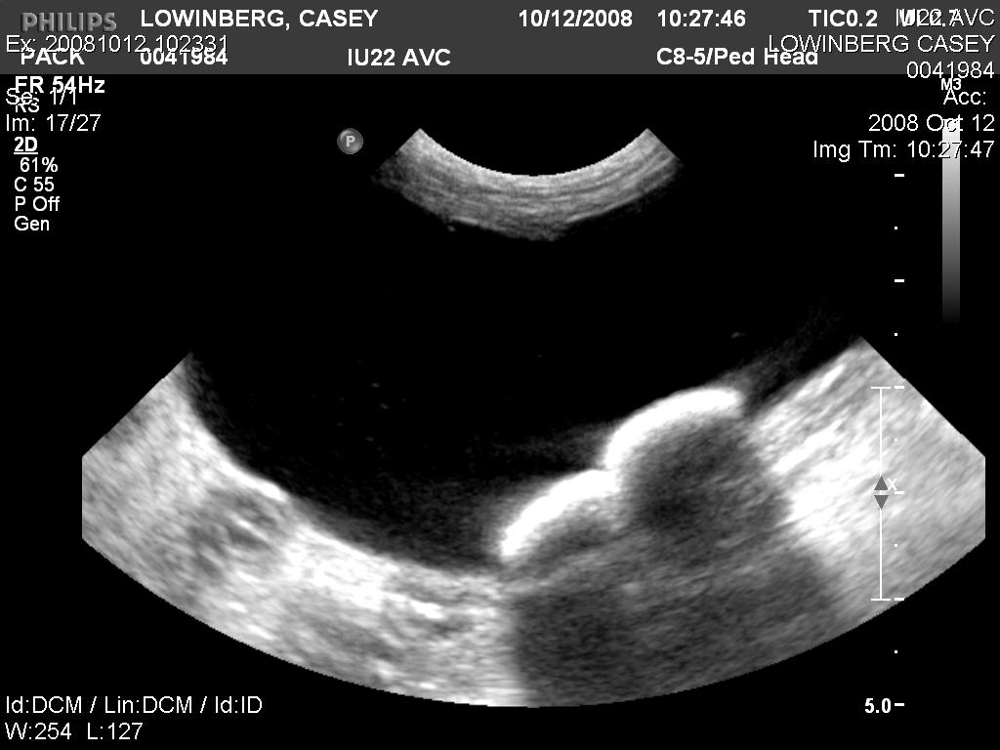 PHILIPS LOWINBERG, CASEY 10/12/2008 10:27:46 TIC0.2 MI 0.7
IU22 AVC
Ex: 20081012.102331
LOWINBERG CASEY
PACK 0041984 IU22 AVC C8-5/Ped Head
0041984
FR 54Hz
M3
Se: 1/1
Acc:
R3
Im: 17/27
2008 Oct 12
P
2D
Img Tm: 10:27:47
61%
C 55
P Off
Gen
X
Id:DCM / Lin:DCM / Id:ID
5.0
W:254 L:127